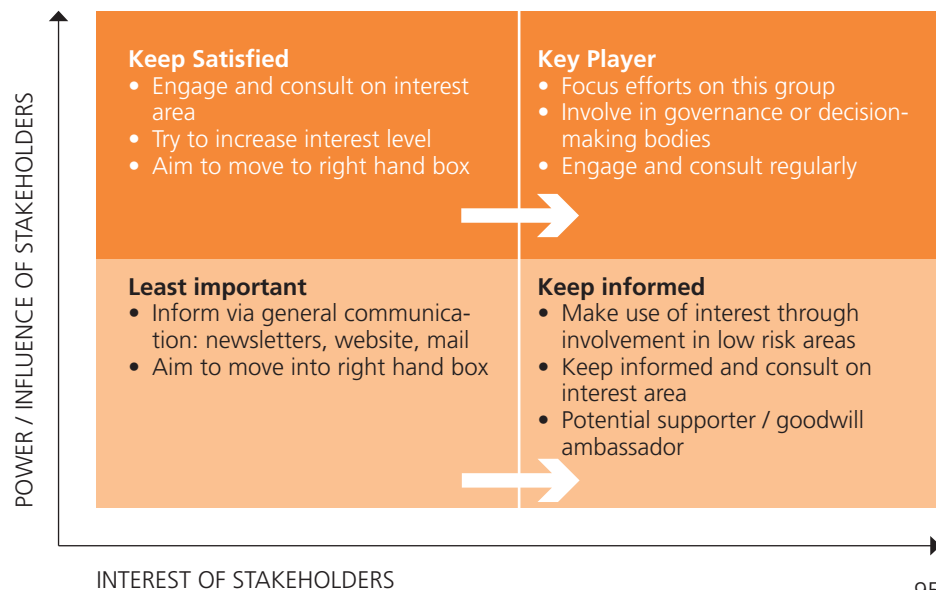 POWER / INFLUENCE OF STAKEHOLDERS
Keep Satisfied
• Engage and consult on interest
area
• Try to increase interest level
• Aim to move to right hand box
Key Player
• Focus efforts on this group
• Involve in governance or decision-
making bodies
• Engage and consult regularly
Least important
• Inform via general communica-
tion: newsletters, website, mail
• Aim to move into right hand box
Keep informed
• Make use of interest through
involvement in low risk areas
• Keep informed and consult on
interest area
• Potential supporter / goodwill
ambassador
INTEREST OF STAKEHOLDERS